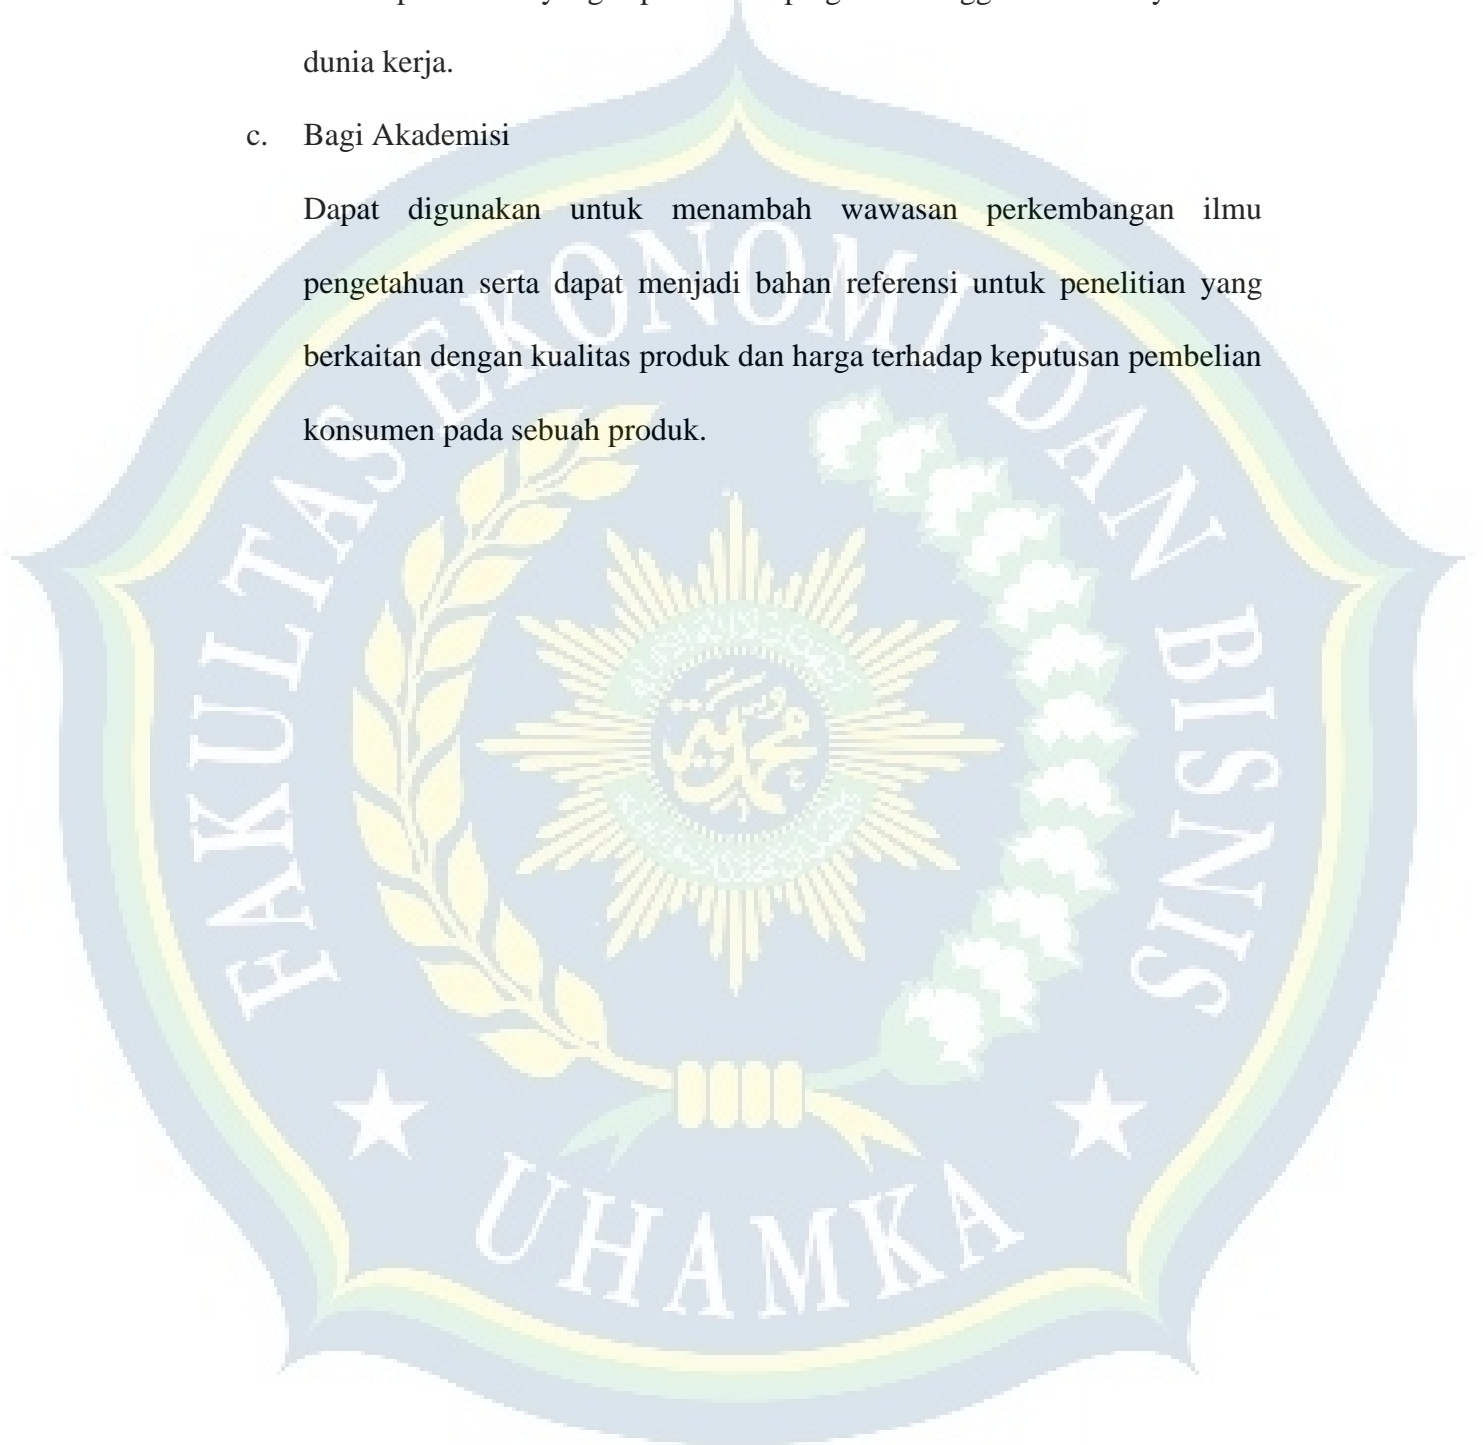 dunia kerja.
c. Bagi Akademisi
Dapat digunakan untuk menambah wawasan perkembangan ilmu
pengetahuan serta dapat menjadi bahan referensi untuk penelitian yang
berkaitan dengan kualitas produk dan harga terhadap keputusan pembelian
konsumen pada sebuah produk.
FAKULTAS EKONOMI DAN BISNIS
UHAMKA